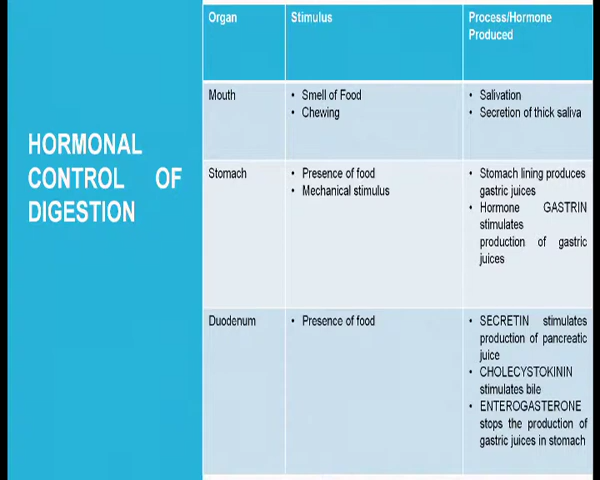 HORMONAL
CONTROL OF
DIGESTION
Organ
Stimulus
Process/Hormone
Produced
Mouth
• Smell of Food
• Chewing
• Salivation
• Secretion of thick saliva
Stomach
• Presence of food
• Mechanical stimulus
• Stomach lining produces
gastric juices
• Hormone GASTRIN
stimulates
production of gastric
juices
Duodenum
• Presence of food
• SECRETIN stimulates
production of pancreatic
juice
• CHOLECYSTOKININ
stimulates bile
• ENTEROGASTERONE
stops the production of
gastric juices in stomach